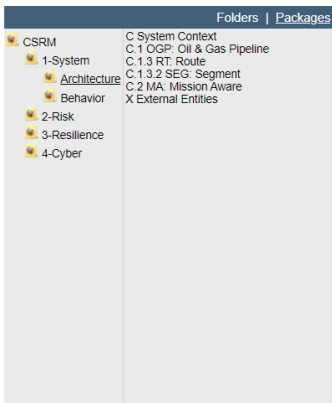 Folders | Packages
CSRM
1-System
Architecture
Behavior
2-Risk
3-Resilience
4-Cyber
C System Context
C.1 OGP: Oil & Gas Pipeline
C.1.3 RT: Route
C.1.3.2 SEG: Segment
C.2 MA: Mission Aware
X External Entities